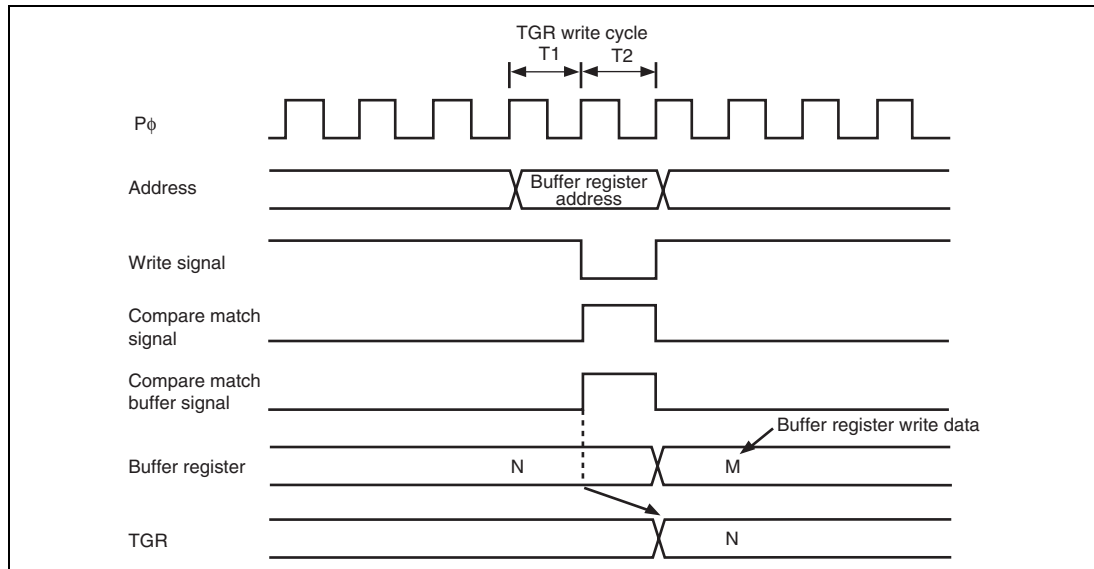 TGR write cycle
T1 T2
Pϕ
Address
Buffer register
address
Write signal
Compare match
signal
Compare match
buffer signal
Buffer register write data
Buffer register N M
TGR N